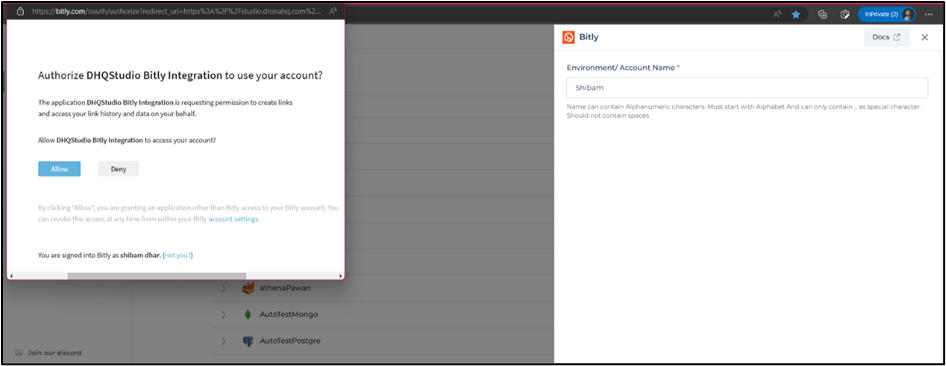 https://bitly.com/oauth/authorize?redirect_uri=https%3A%2F%2Fstudio.dronahq.com%2...
InPrivate (2)
Authorize DHQStudio Bitly Integration to use your account?
The application DHQStudio Bitly Integration is requesting permission to create links
and access your link history and data on your behalf.
Allow DHQStudio Bitly Integration to access your account?
Allow
Deny
By clicking "Allow", you are granting an application other than Bitly access to your Bitly account. You
can revoke this access at any time from within your Bitly account settings.
You are signed into Bitly as shibam dhar. (not you?)
athenaPawan
AutoTestMongo
AutoTestPostgre
Join our discord
Bitly
Docs
Environment/ Account Name *
Shibam
Name can contain Alphanumeric characters. Must start with Alphabet And can only contain _ as special character.
Should not contain spaces